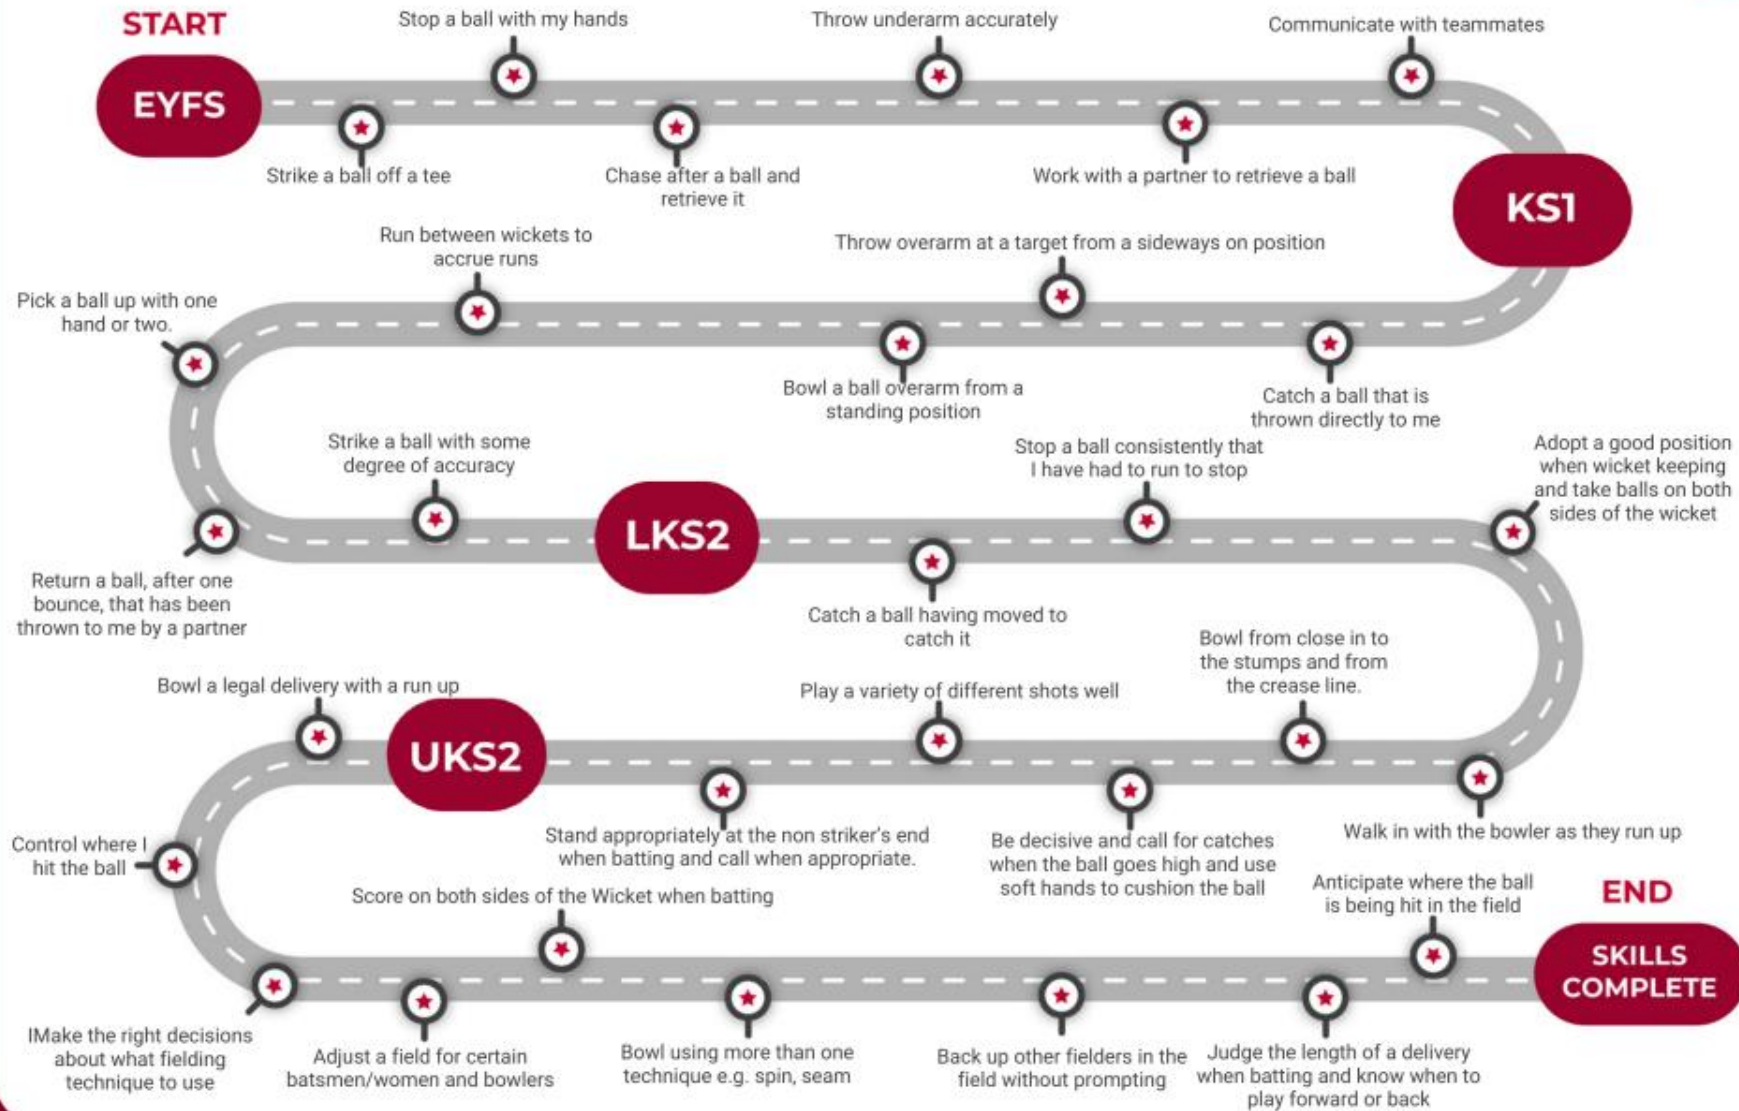 START
EYFS
Strike a ball off a tee
Stop a ball with my hands
Chase after a ball and
retrieve it
Throw underarm accurately
Work with a partner to retrieve a ball
Communicate with teammates
KS1
Catch a ball that is
thrown directly to me
Throw overarm at a target from a sideways on position
Bowl a ball overarm from a
standing position
Run between wickets to
accrue runs
Pick a ball up with one
hand or two.
Return a ball, after one
bounce, that has been
thrown to me by a partner
Strike a ball with some
degree of accuracy
LKS2
Catch a ball having moved to
catch it
Stop a ball consistently that
I have had to run to stop
Adopt a good position
when wicket keeping
and take balls on both
sides of the wicket
Walk in with the bowler as they run up
Bowl from close in to
the stumps and from
the crease line.
Be decisive and call for catches
when the ball goes high and use
soft hands to cushion the ball
Play a variety of different shots well
Stand appropriately at the non striker's end
when batting and call when appropriate.
UKS2
Bowl a legal delivery with a run up
Control where I
hit the ball
IMake the right decisions
about what fielding
technique to use
Adjust a field for certain
batsmen/women and bowlers
Score on both sides of the Wicket when batting
Bowl using more than one
technique e.g. spin, seam
Back up other fielders in the
field without prompting
Judge the length of a delivery
when batting and know when to
play forward or back
Anticipate where the ball
is being hit in the field
END
SKILLS
COMPLETE